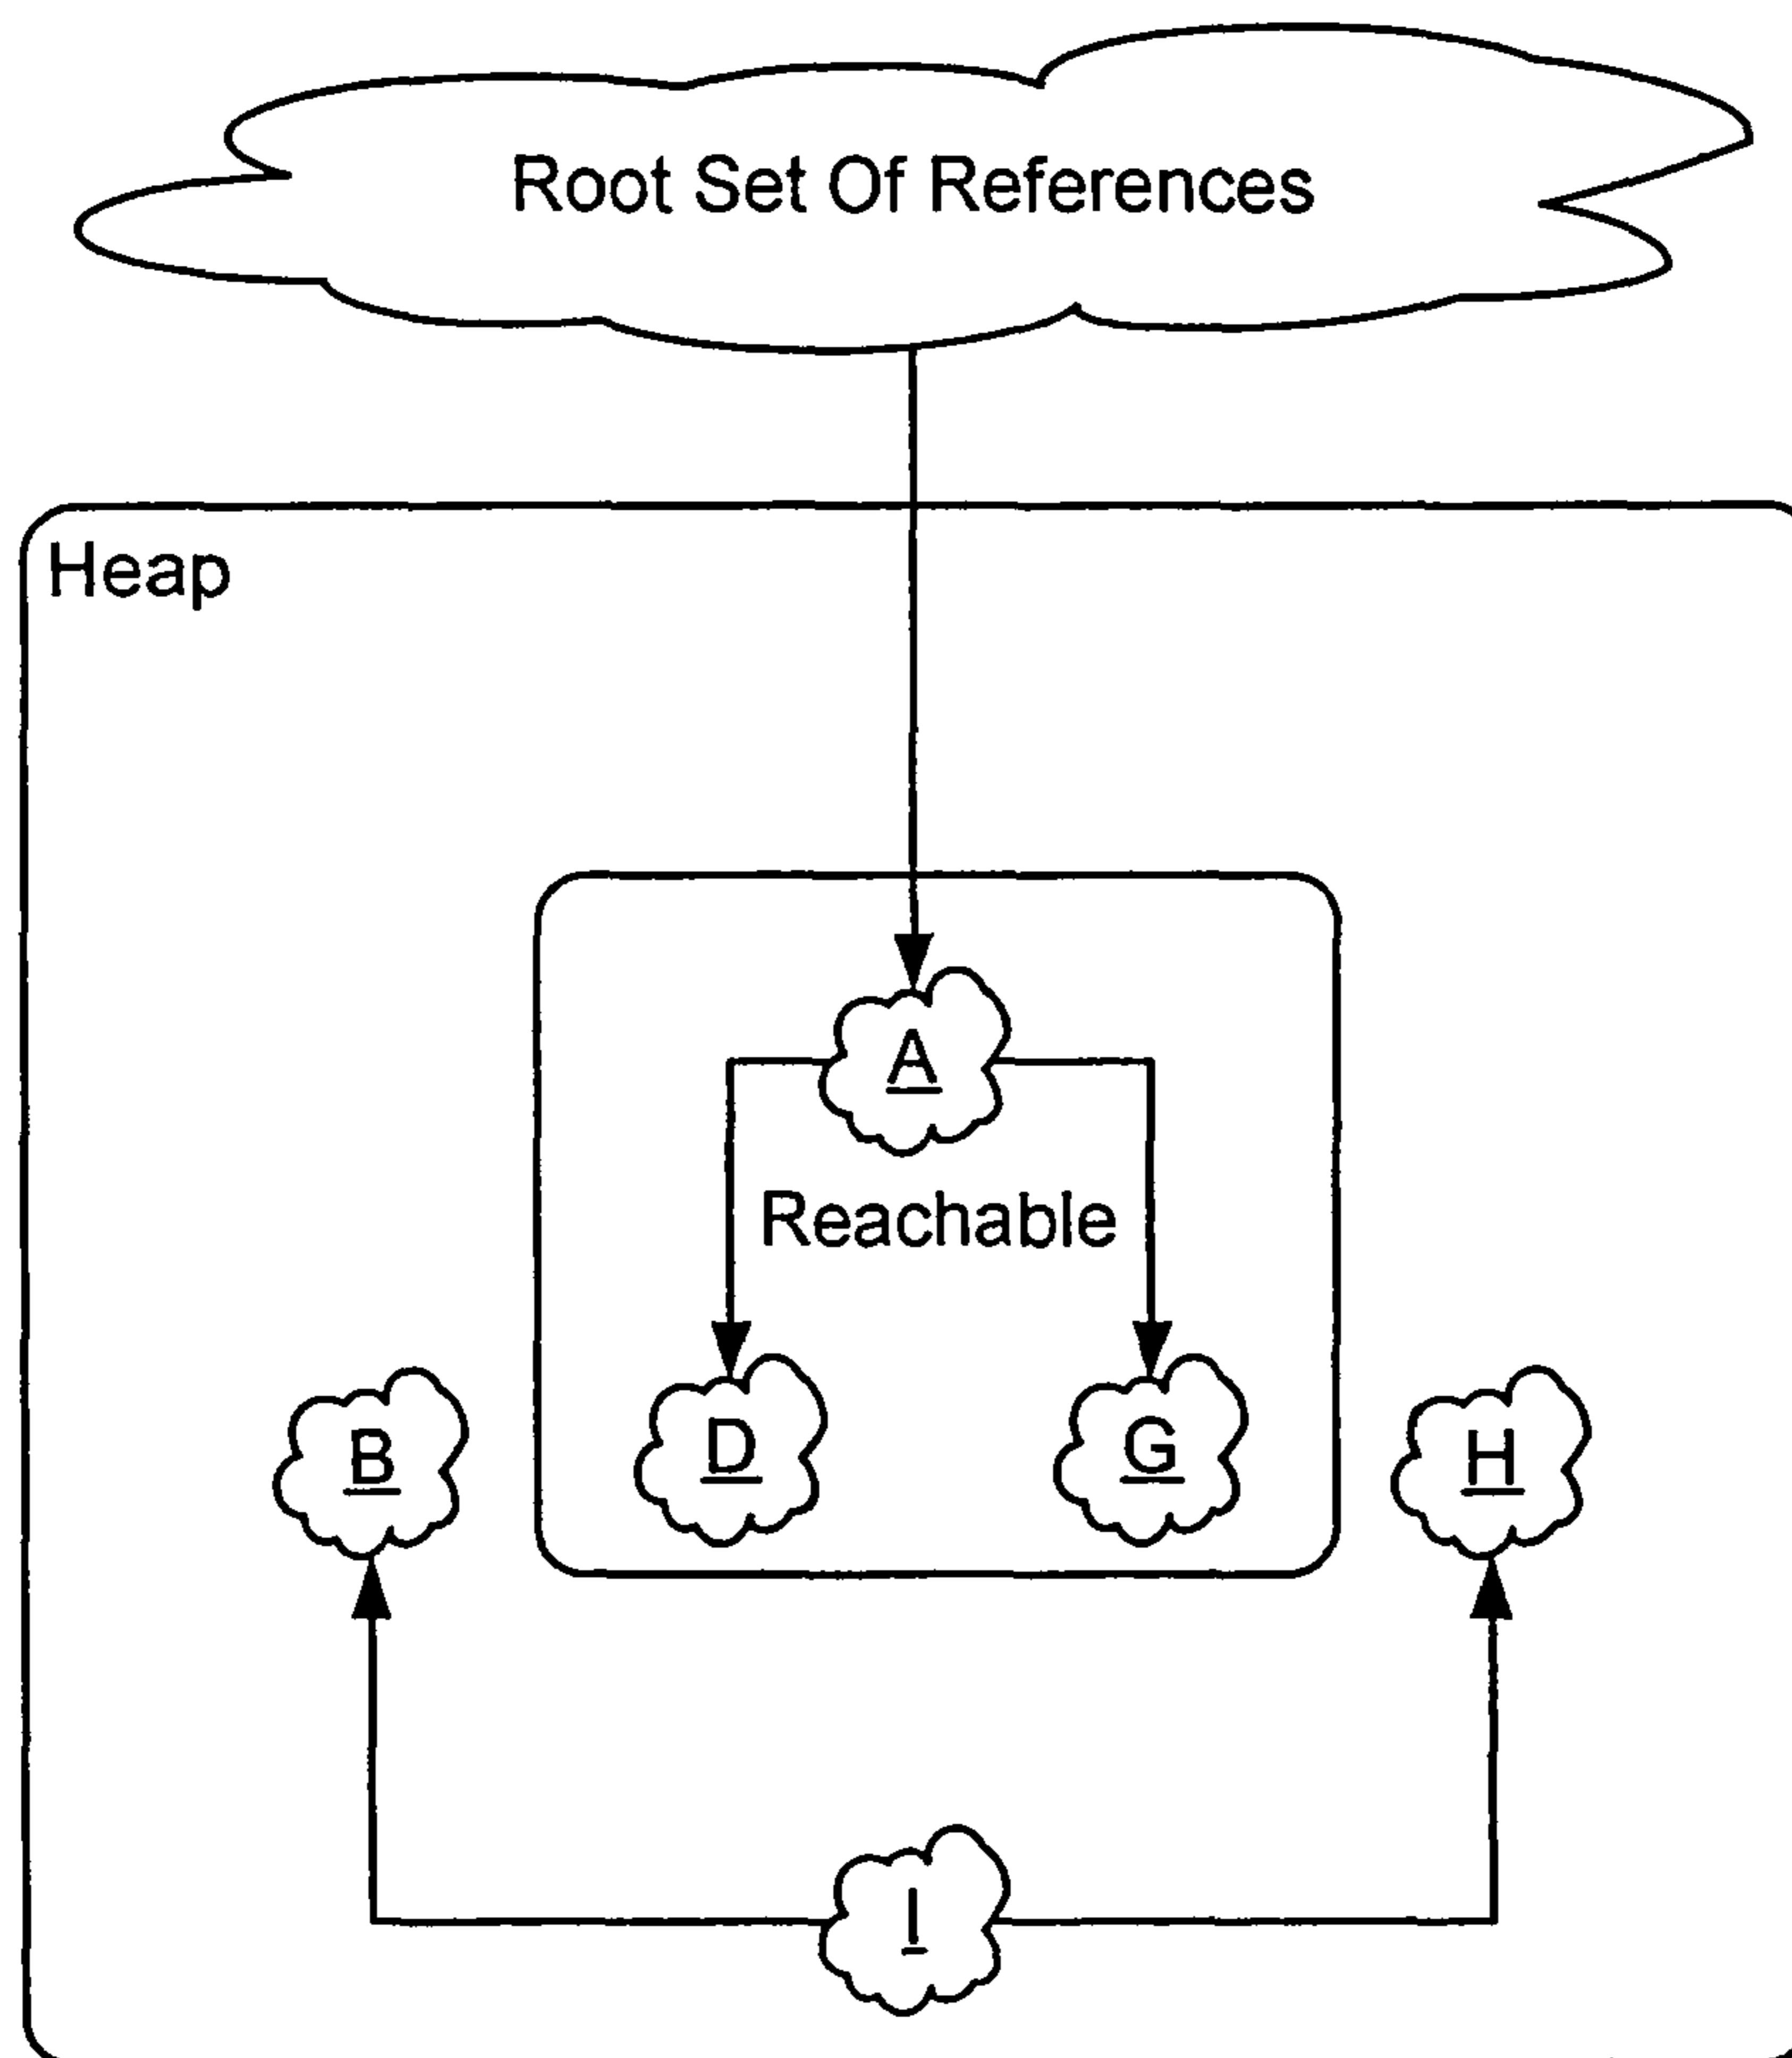 Root Set Of References
Heap
A
Reachable
D
G
B
H
I